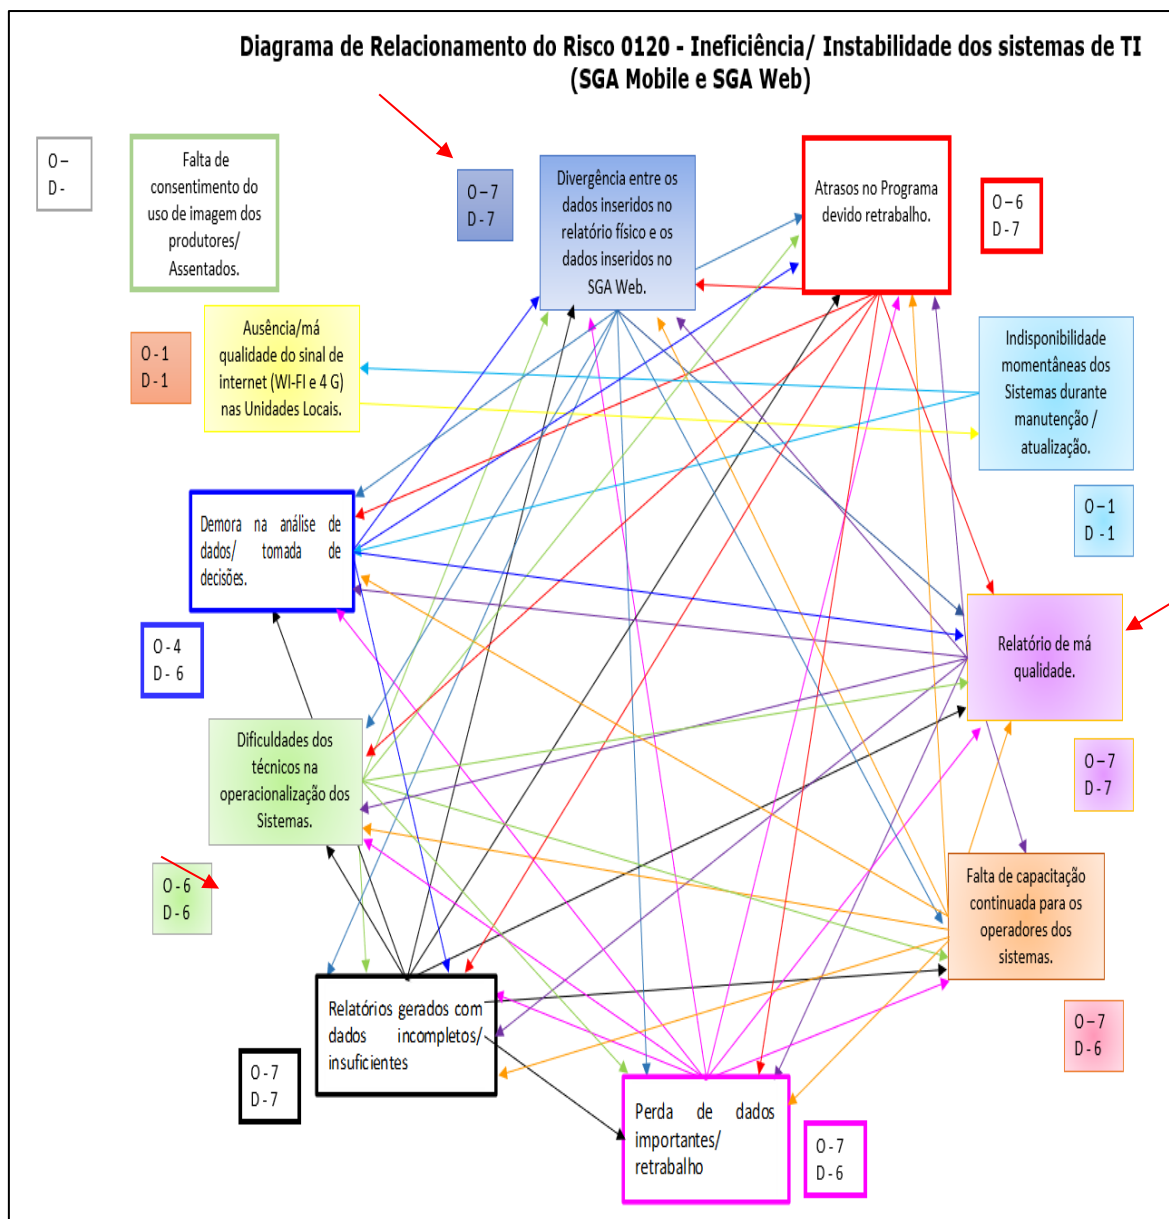 Diagrama de Relacionamento do Risco 0120 - Ineficiência/ Instabilidade dos sistemas de TI
(SGA Mobile e SGA Web)
O –
D -
Falta de
consentimento do
uso de imagem dos
produtores/
Assentados.
O – 7
D - 7
Divergência entre os
dados inseridos no
relatório físico e os
dados inseridos no
SGA Web.
Atrasos no Programa
devido retrabalho.
O – 6
D - 7
O - 1
D - 1
Ausência/má
qualidade do sinal de
internet (WI-FI e 4 G)
nas Unidades Locais.
Indisponibilidade
momentâneas dos
Sistemas durante
manutenção /
atualização.
O – 1
D - 1
Demora na análise de
dados/ tomada de
decisões.
O - 4
D - 6
Relatório de má
qualidade.
O – 7
D - 7
Dificuldades dos
técnicos na
operacionalização dos
Sistemas.
O - 6
D - 6
Falta de capacitação
continuada para os
operadores dos
sistemas.
O – 7
D - 6
Relatórios gerados com
dados incompletos/
insuficientes
O - 7
D - 7
Perda de dados
importantes/
retrabalho
O - 7
D - 6